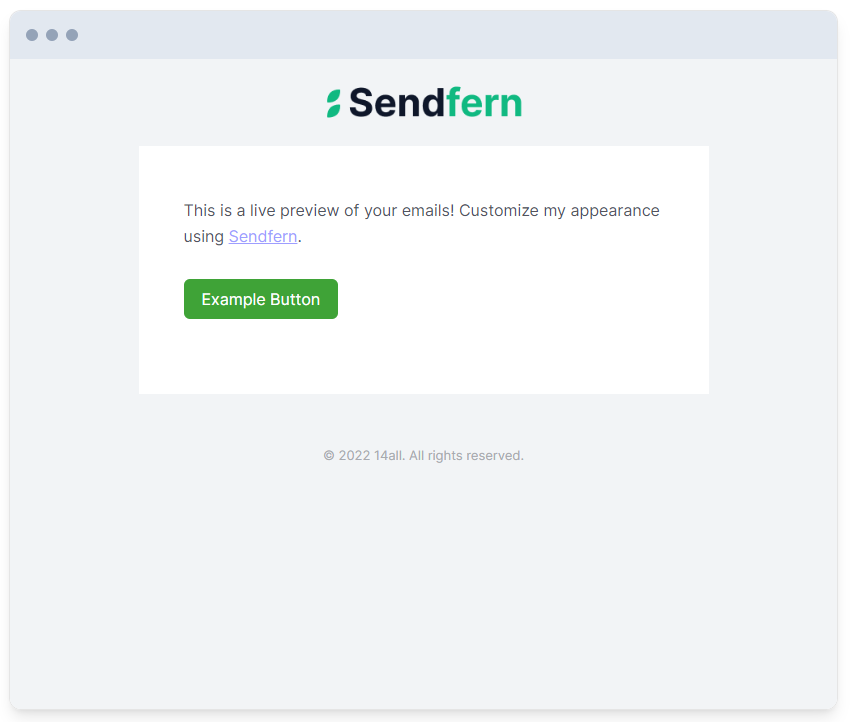 Sendfern
This is a live preview of your emails! Customize my appearance
using Sendfern.
Example Button
© 2022 14all. All rights reserved.